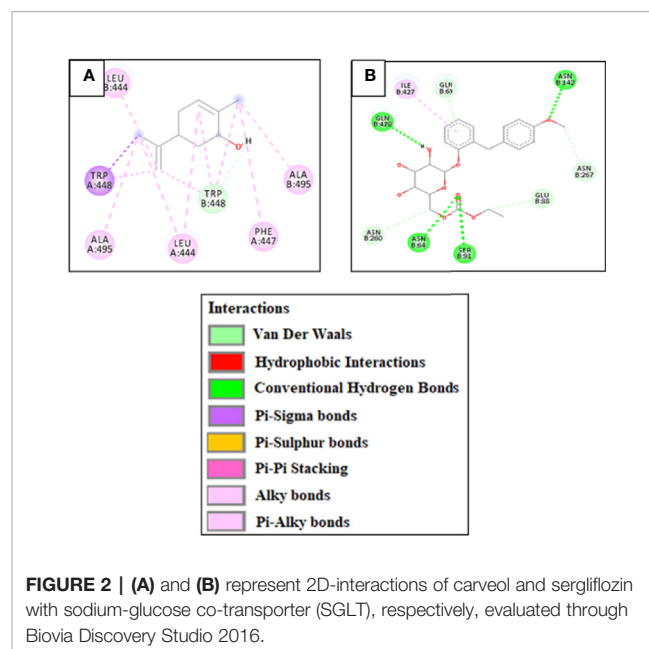 A
LEU
B:444
TRP
A:448
ALA
A:495
LEU
A:444
TRP
B:448
PHE
A:447
ALA
B:495
O
H
B
ILE
B:427
GLN
ASN
B:142
GLN
ASN
B:267
GLU
B:88
ASN
B:260
ASN
B:64
SER
B:91
Interactions
Van Der Waals
Hydrophobic Interactions
Conventional Hydrogen Bonds
Pi-Sigma bonds
Pi-Sulphur bonds
Pi-Pi Stacking
Alky bonds
Pi-Alky bonds
FIGURE 2 | (A) and (B) represent 2D-interactions of carveol and sergliflozin
with sodium-glucose co-transporter (SGLT), respectively, evaluated through
Biovia Discovery Studio 2016.